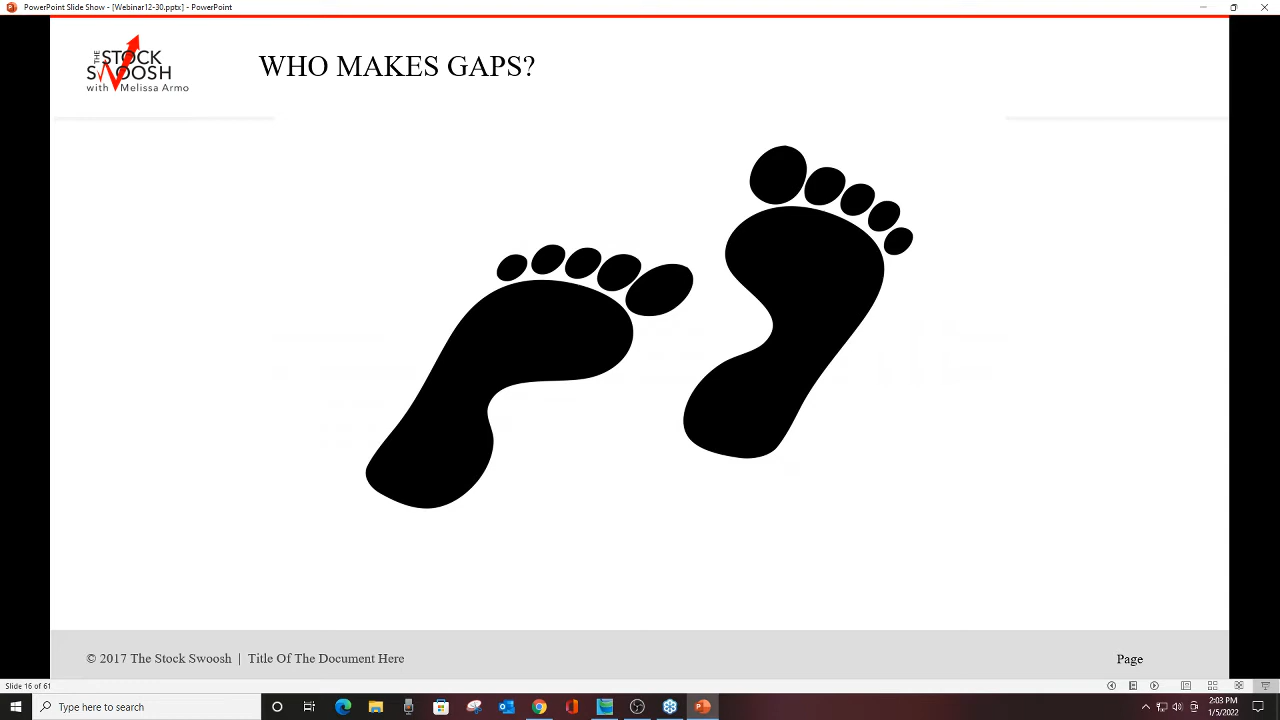 PowerPoint Slide Show - [Webinar12-30.pptx] - PowerPoint
THE STOCK
SWOOSH
with Melissa Armo
WHO MAKES GAPS?
© 2017 The Stock Swoosh | Title Of The Document Here
Page
Slide 16 of 61
Type here to search
2:03 PM
1/5/2022